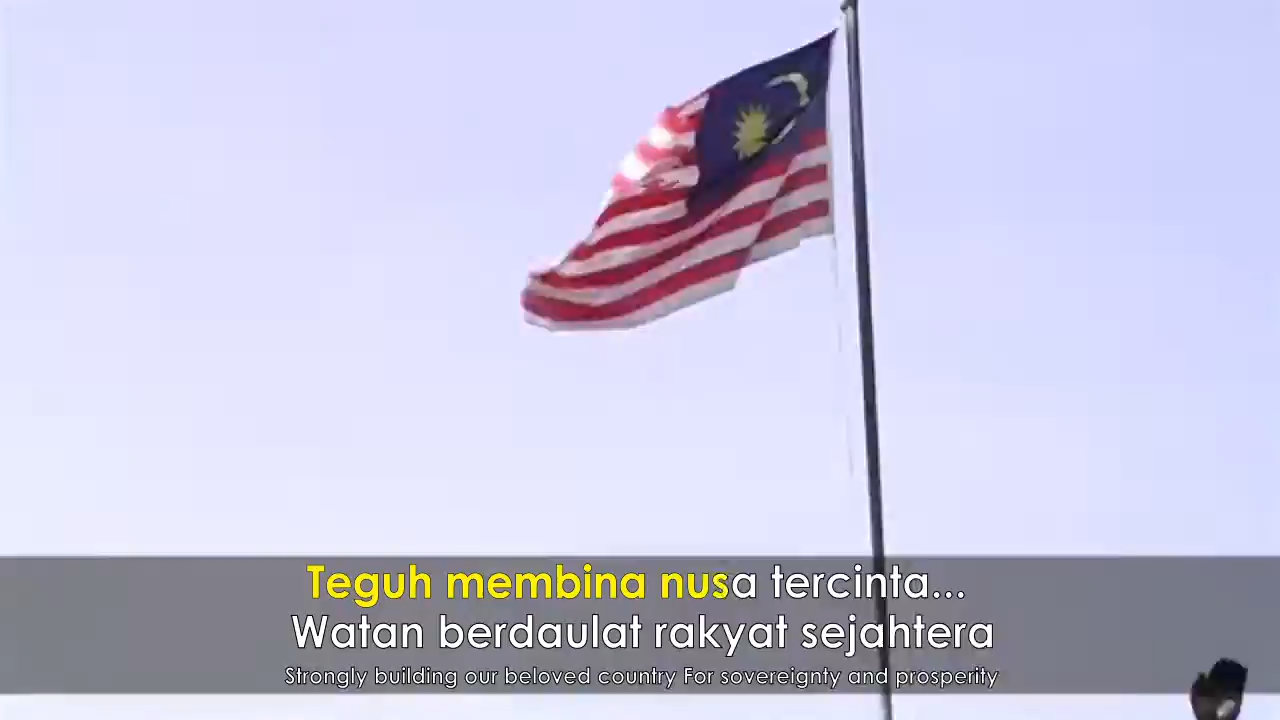 Teguh membina nusa tercinta...
Watan berdaulat rakyat sejahtera
Strongly building our beloved country For sovereignty and prosperity